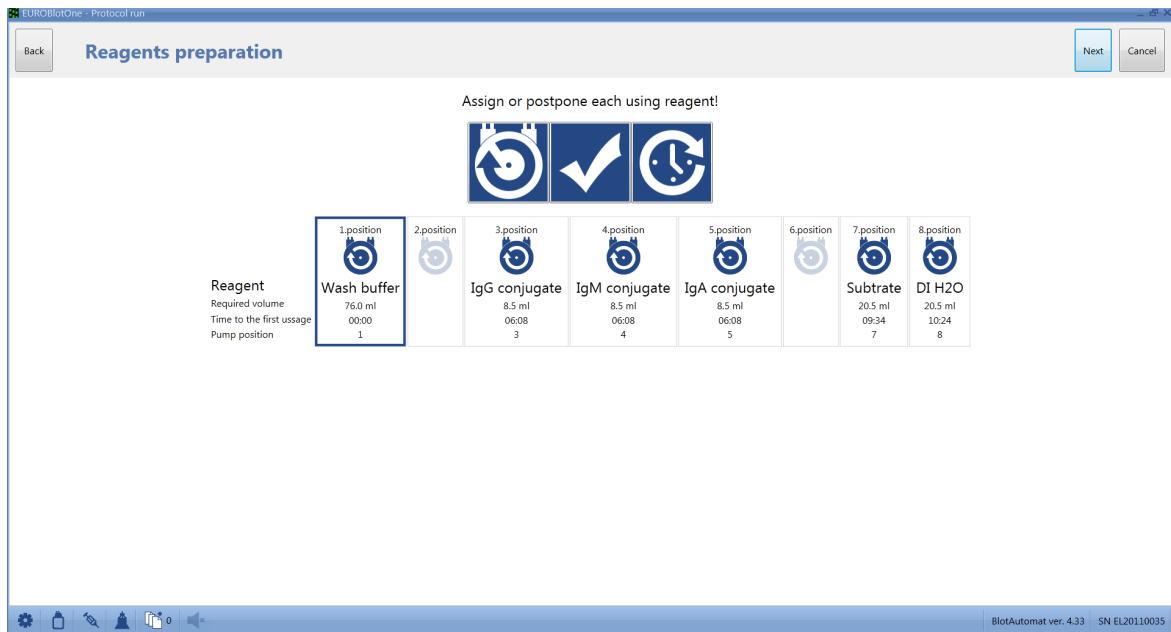 EUROBlotOne - Protocol run
Back Reagents preparation Next Cancel
Assign or postpone each using reagent!
1.position 2.position 3.position 4.position 5.position 6.position 7.position 8.position
Reagent Wash buffer IgG conjugate IgM conjugate IgA conjugate Subtrate DI H2O
Required volume 76.0 ml 8.5 ml 8.5 ml 8.5 ml 20.5 ml 20.5 ml
Time to the first ussage 00:00 06:08 06:08 06:08 09:34 10:24
Pump position 1 3 4 5 7 8
0 BlotAutomat ver. 4.33 SN EL20110035